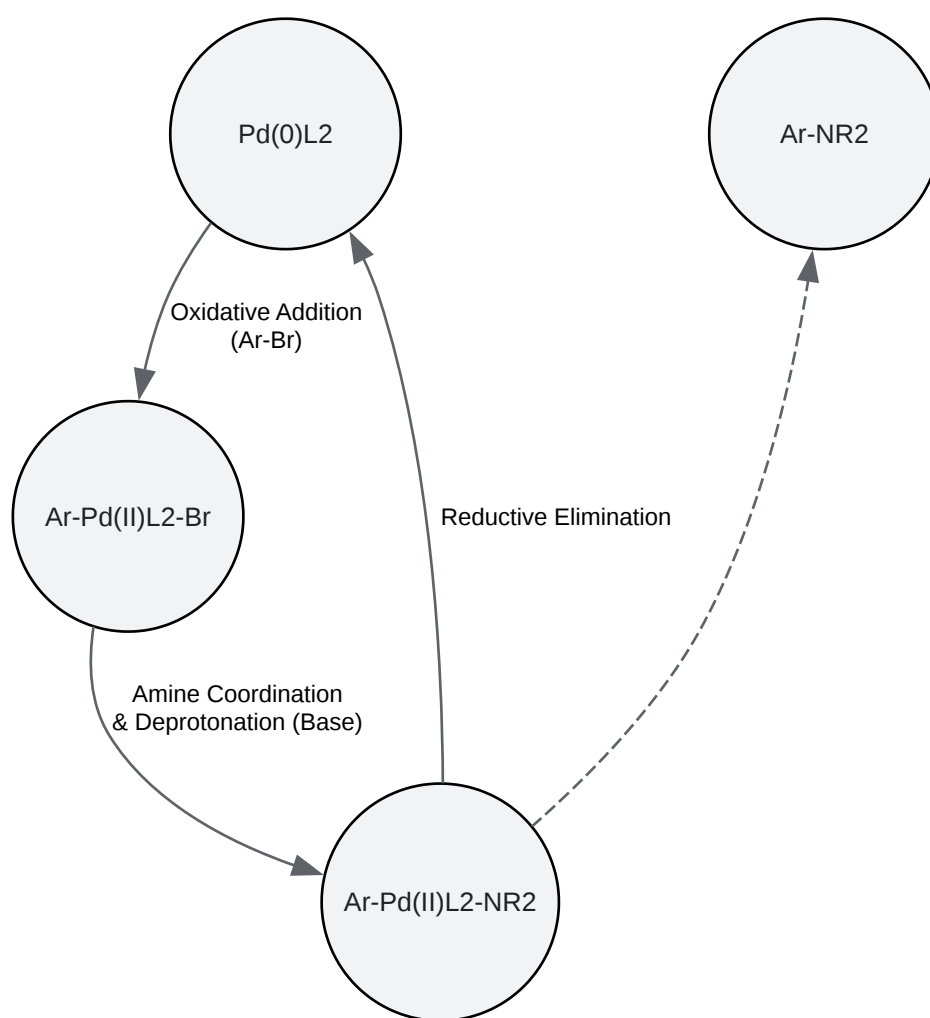 Pd(0)L2
Ar-NR2
Oxidative Addition
(Ar-Br)
Ar-Pd(II)L2-Br
Reductive Elimination
Amine Coordination
& Deprotonation (Base)
Ar-Pd(II)L2-NR2